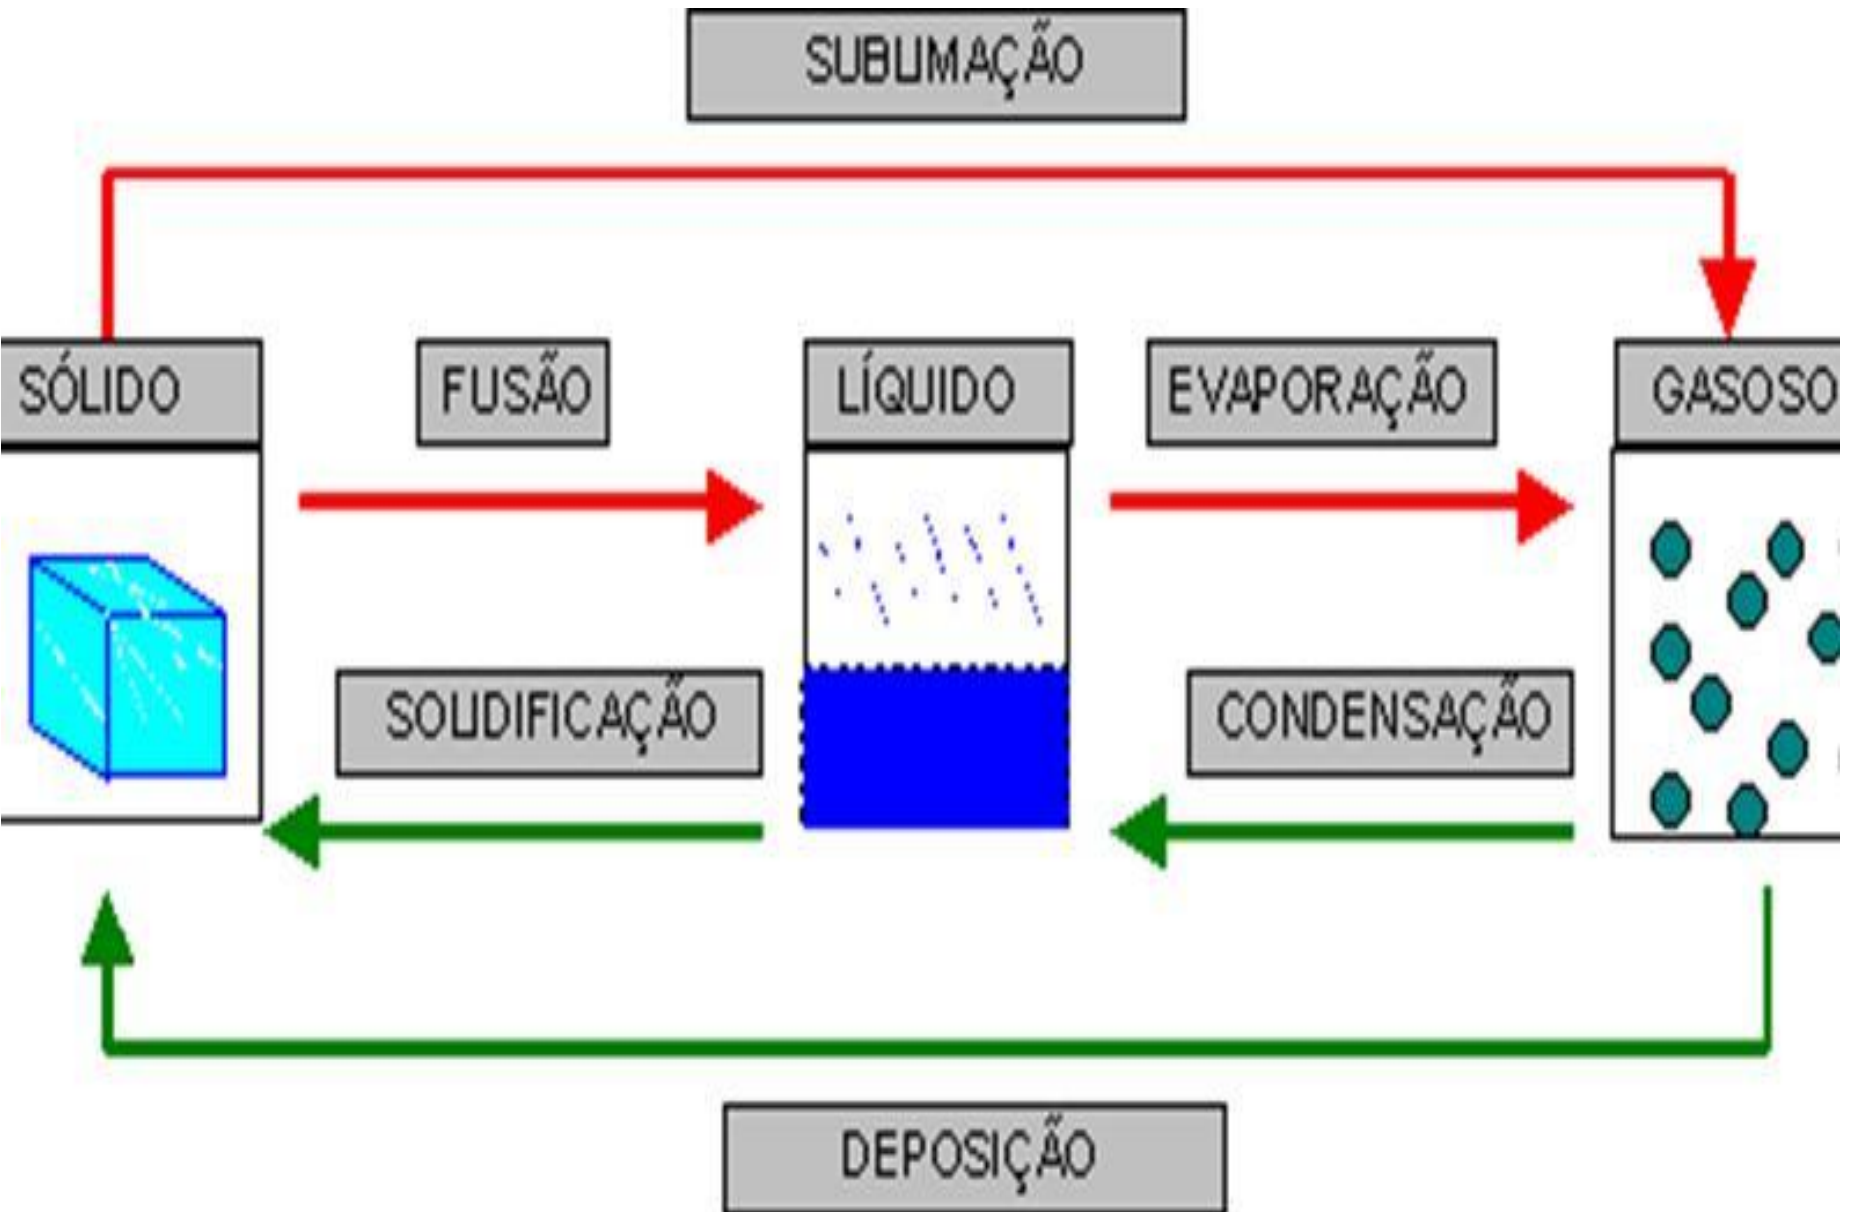 SUBLIMAÇÃO
SÓLIDO
FUSÃO
LÍQUIDO
EVAPORAÇÃO
GASOSO
SOLIDIFICAÇÃO
CONDENSAÇÃO
DEPOSIÇÃO